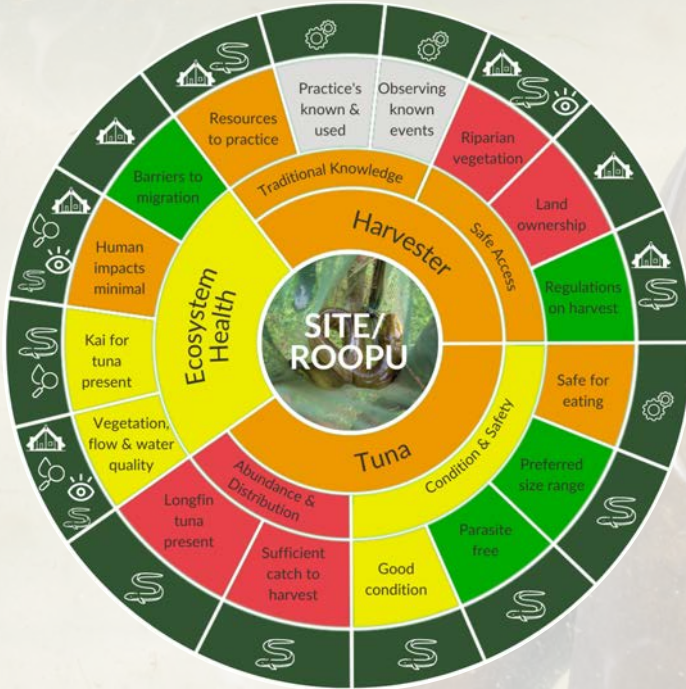 Practice's
known &
used
Observing
known
events
Resources
to practice
Riparian
vegetation
Barriers to
migration
Traditional Knowledge
Land
ownership
Harvester
Safe Access
Human
impacts
minimal
Regulations
on harvest
Ecosystem
Health
SITE/
ROOPU
Kai for
tuna
present
Safe for
eating
Vegetation,
flow & water
quality
Tuna
Condition & Safety
Preferred
size range
Abundance &
Distribution
Longfin
tuna
present
Parasite
free
Sufficient
catch to
harvest
Good
condition